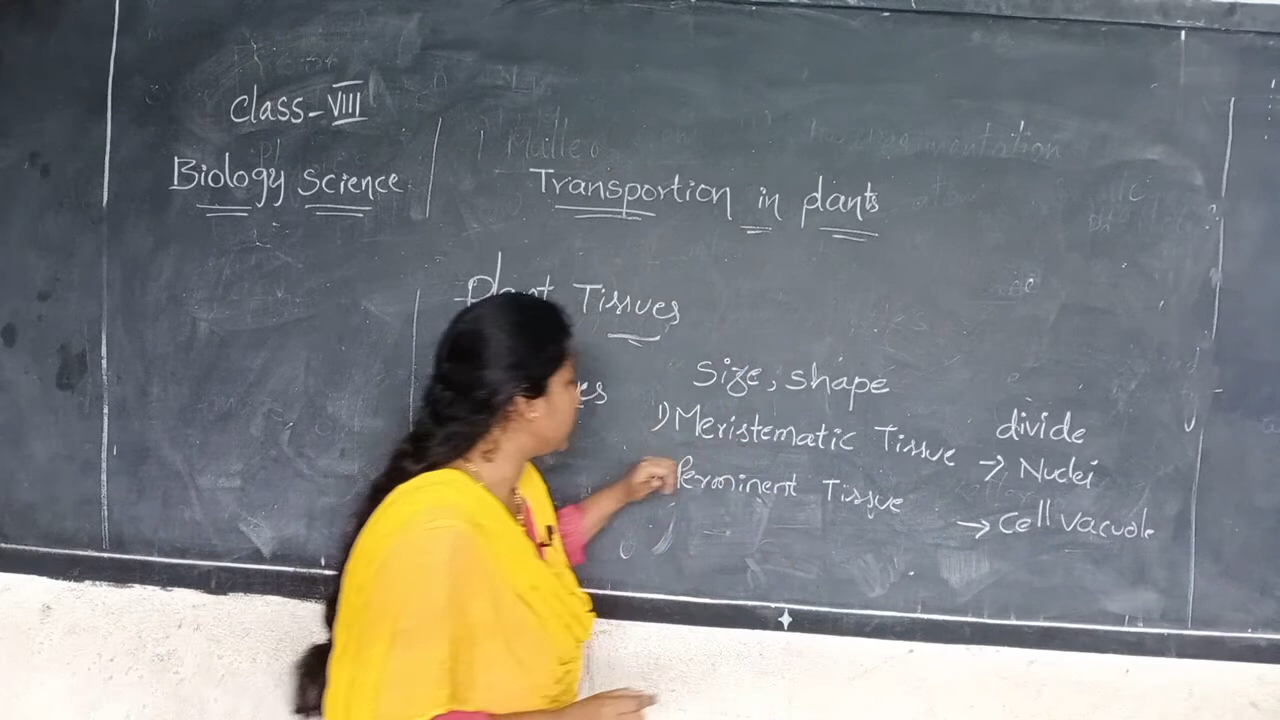 Class-VIII
Biology Science
Transportion in plants
Plant Tissues
size, shape
1) Meristematic Tissue
divide
→ Nuclei
Perminent Tissue
→ Cell vacuole